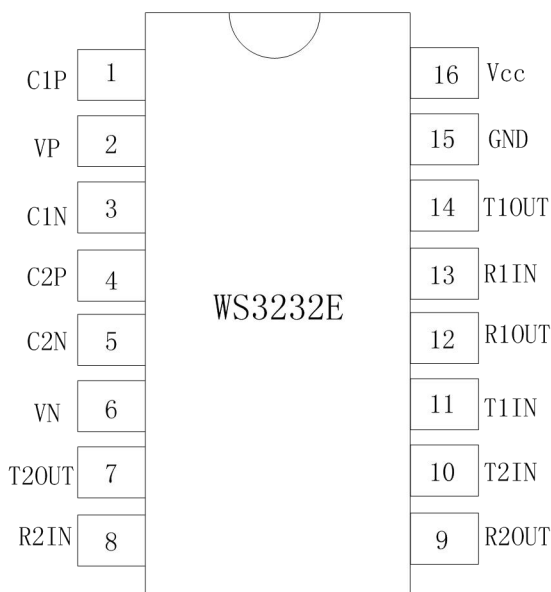 C1P 1 16 Vcc
VP 2 15 GND
C1N 3 14 T1OUT
C2P 4 13 R1IN
WS3232E
C2N 5 12 R1OUT
VN 6 11 T1IN
T2OUT 7 10 T2IN
R2IN 8 9 R2OUT